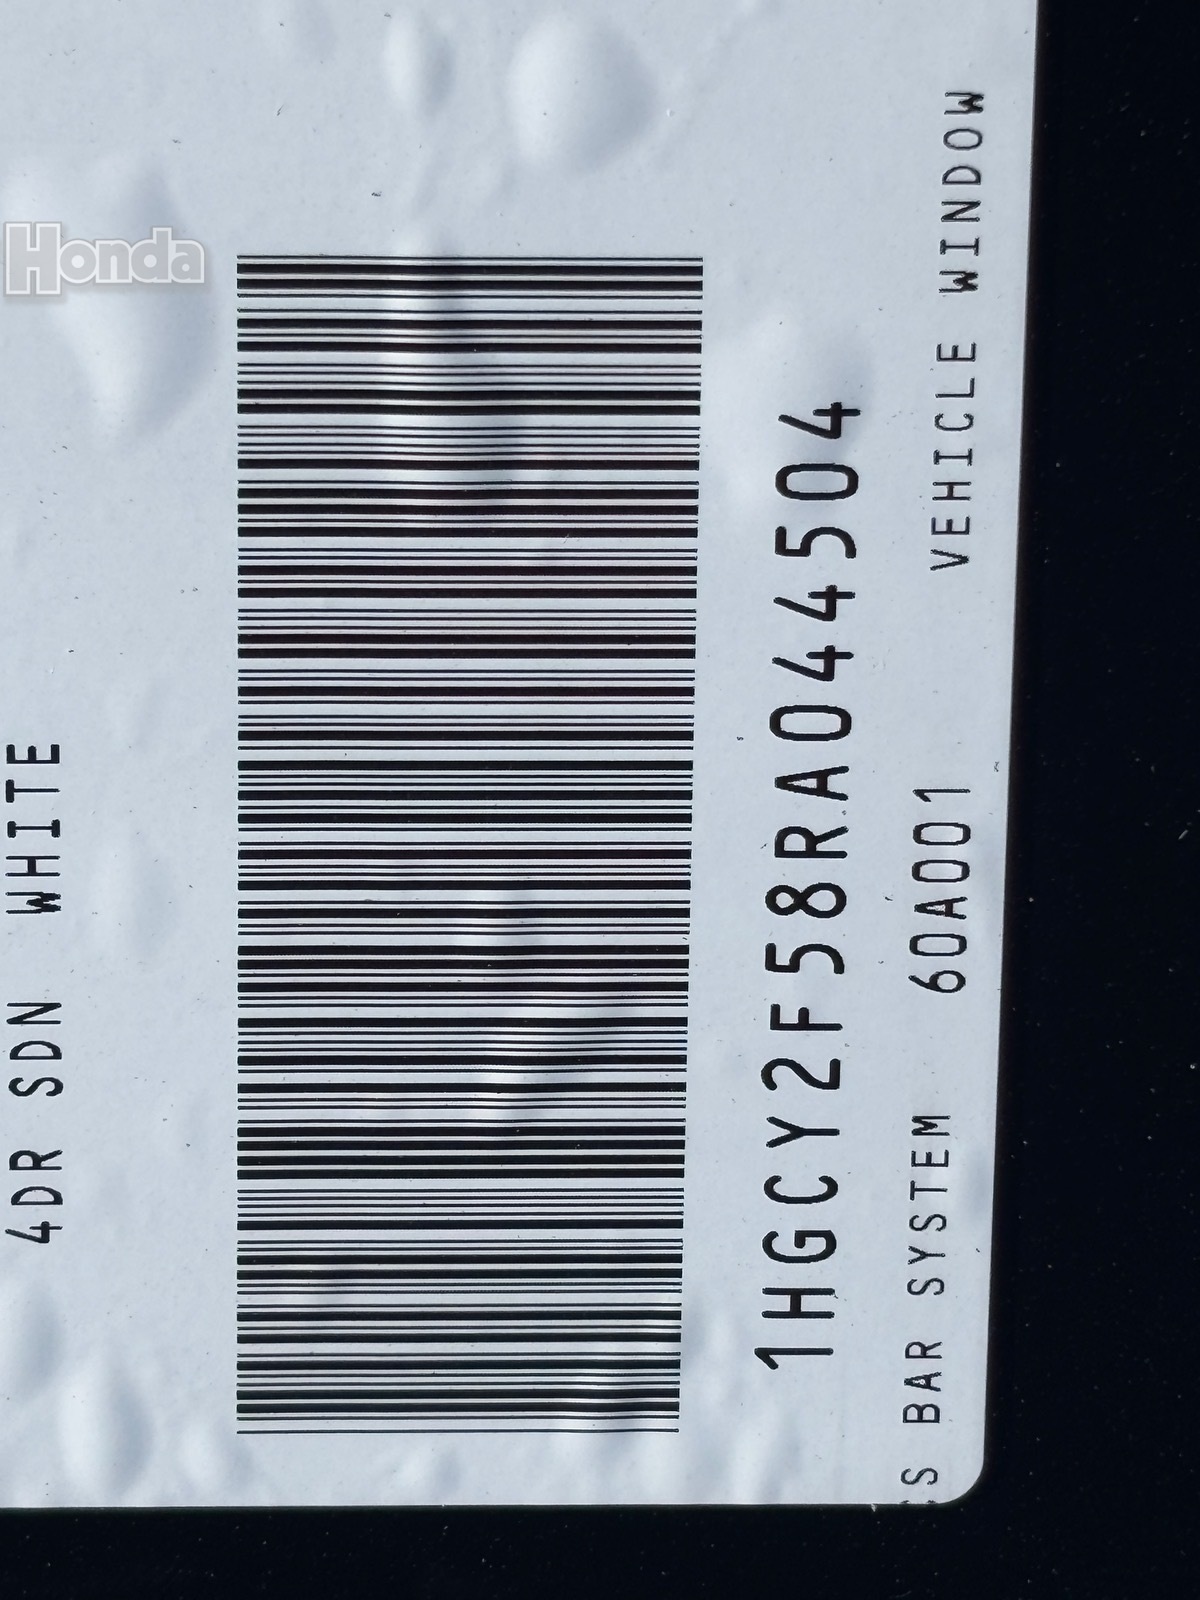 Honda
4DR SDN WHITE
1HGCY2F58RA044504
BAR SYSTEM 60A001 VEHICLE WINDOW